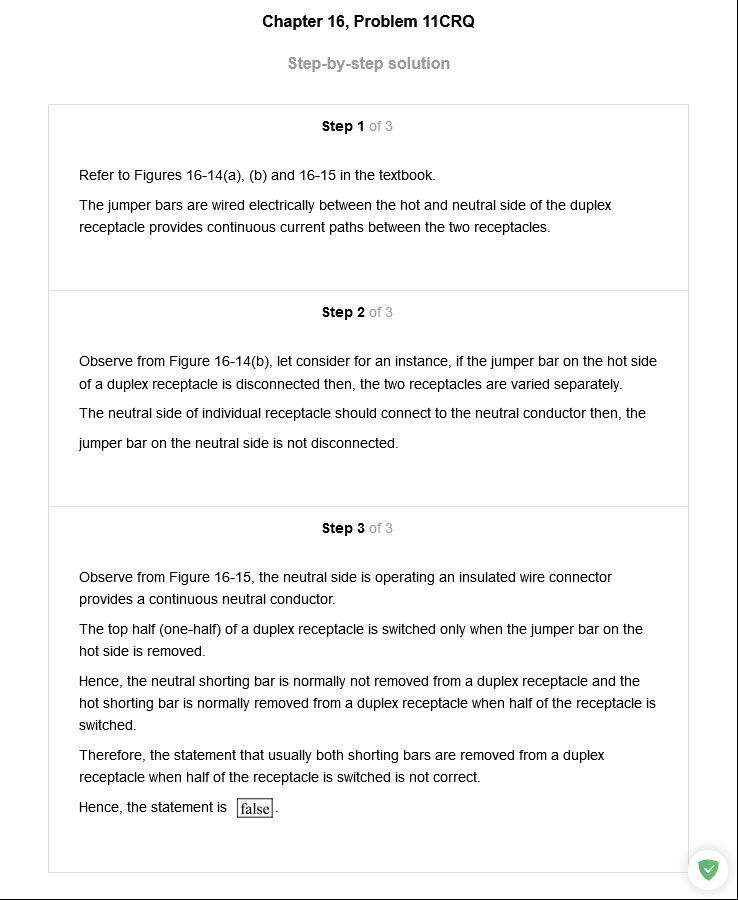 Chapter 16, Problem 11CRQ
Step-by-step solution
Step 1 of 3
Refer to Figures 16-14(a), (b) and 16-15 in the textbook.
The jumper bars are wired electrically between the hot and neutral side of the duplex
receptacle provides continuous current paths between the two receptacles.
Step 2 of 3
Observe from Figure 16-14(b), let consider for an instance, if the jumper bar on the hot side
of a duplex receptacle is disconnected then, the two receptacles are varied separately.
The neutral side of individual receptacle should connect to the neutral conductor then, the
jumper bar on the neutral side is not disconnected.
Step 3 of 3
Observe from Figure 16-15, the neutral side is operating an insulated wire connector
provides a continuous neutral conductor.
The top half (one-half) of a duplex receptacle is switched only when the jumper bar on the
hot side is removed.
Hence, the neutral shorting bar is normally not removed from a duplex receptacle and the
hot shorting bar is normally removed from a duplex receptacle when half of the receptacle is
switched.
Therefore, the statement that usually both shorting bars are removed from a duplex
receptacle when half of the receptacle is switched is not correct.
Hence, the statement is false.